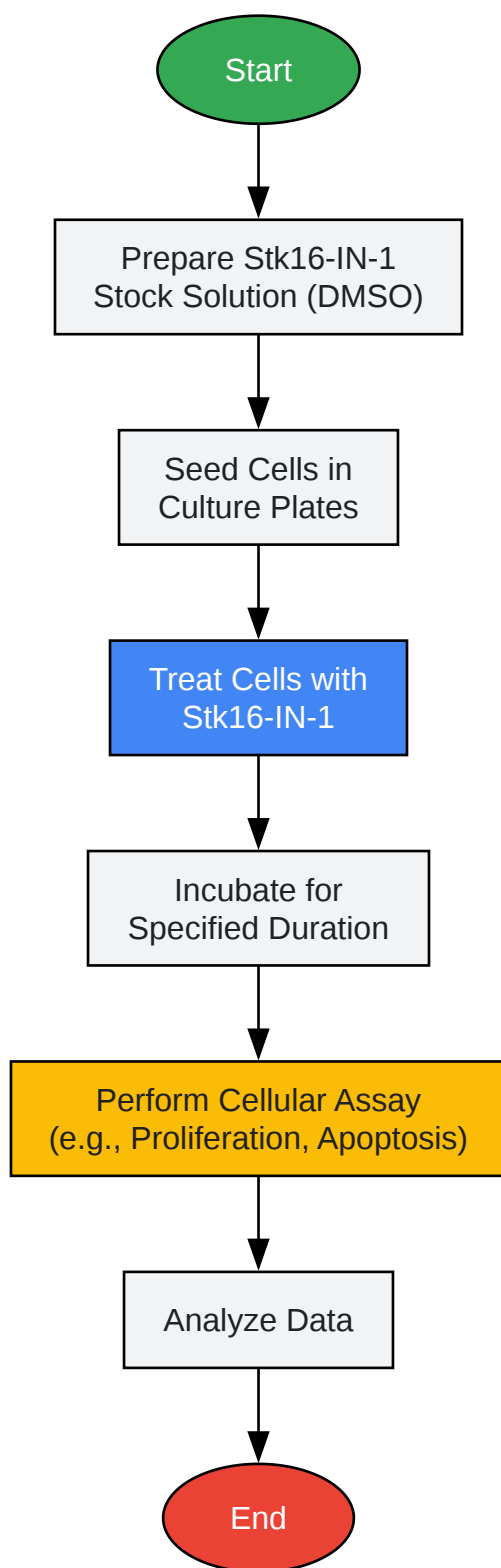 Start
Prepare Stk16-IN-1
Stock Solution (DMSO)
Seed Cells in
Culture Plates
Treat Cells with
Stk16-IN-1
Incubate for
Specified Duration
Perform Cellular Assay
(e.g., Proliferation, Apoptosis)
Analyze Data
End